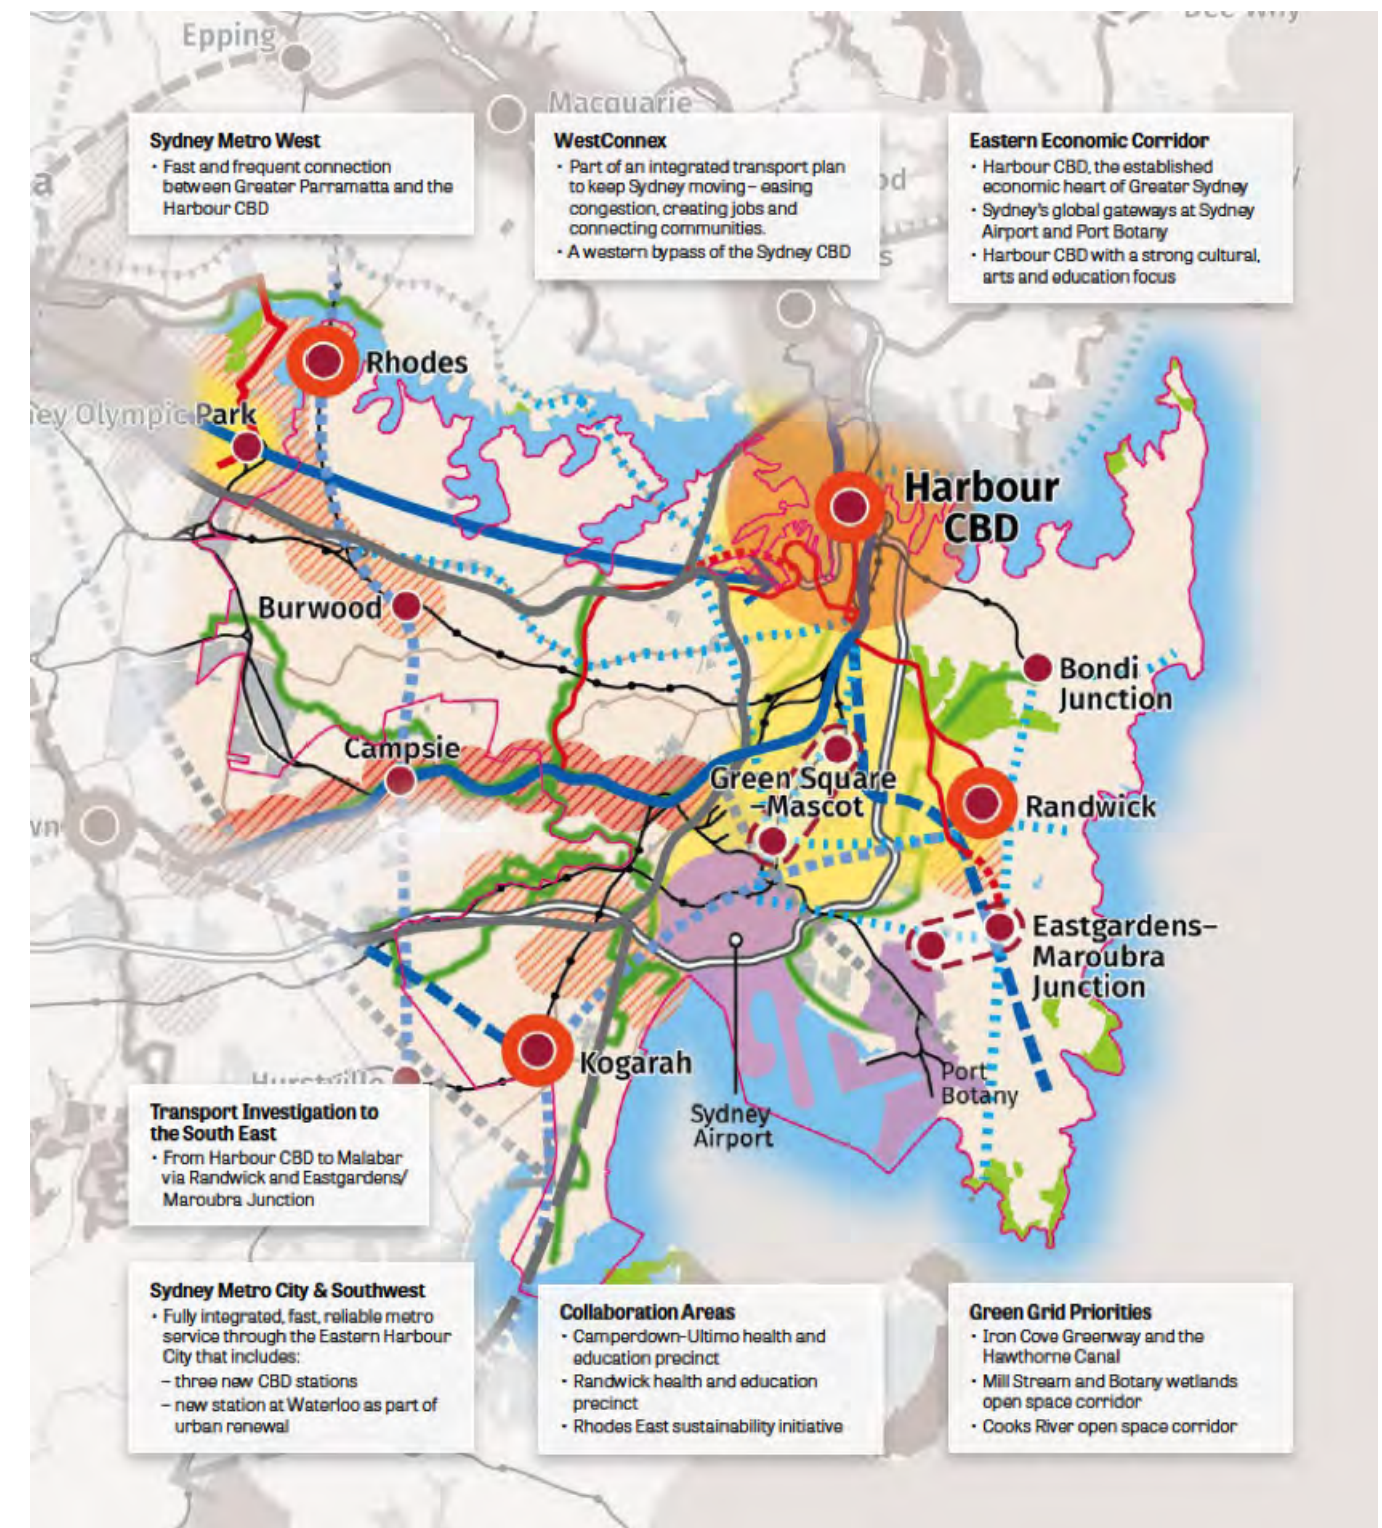 Epping
Macquarie
Sydney Metro West
• Fast and frequent connection
between Greater Parramatta and the
Harbour CBD
WestConnex
• Part of an integrated transport plan
to keep Sydney moving – easing
congestion, creating jobs and
connecting communities.
• A western bypass of the Sydney CBD
Eastern Economic Corridor
• Harbour CBD, the established
economic heart of Greater Sydney
• Sydney's global gateways at Sydney
Airport and Port Botany
• Harbour CBD with a strong cultural,
arts and education focus
Rhodes
ney Olympic Park
Harbour
CBD
Burwood
Bondi
Junction
Campsie
Green Square
–Mascot
Randwick
wn
Eastgardens–
Maroubra
Junction
Kogarah
Port
Botany
Sydney
Airport
Hurstville
Transport Investigation to
the South East
• From Harbour CBD to Malabar
via Randwick and Eastgardens/
Maroubra Junction
Sydney Metro City & Southwest
• Fully integrated, fast, reliable metro
service through the Eastern Harbour
City that includes:
– three new CBD stations
– new station at Waterloo as part of
urban renewal
Collaboration Areas
• Camperdown-Ultimo health and
education precinct
• Randwick health and education
precinct
• Rhodes East sustainability initiative
Green Grid Priorities
• Iron Cove Greenway and the
Hawthorne Canal
• Mill Stream and Botany wetlands
open space corridor
• Cooks River open space corridor